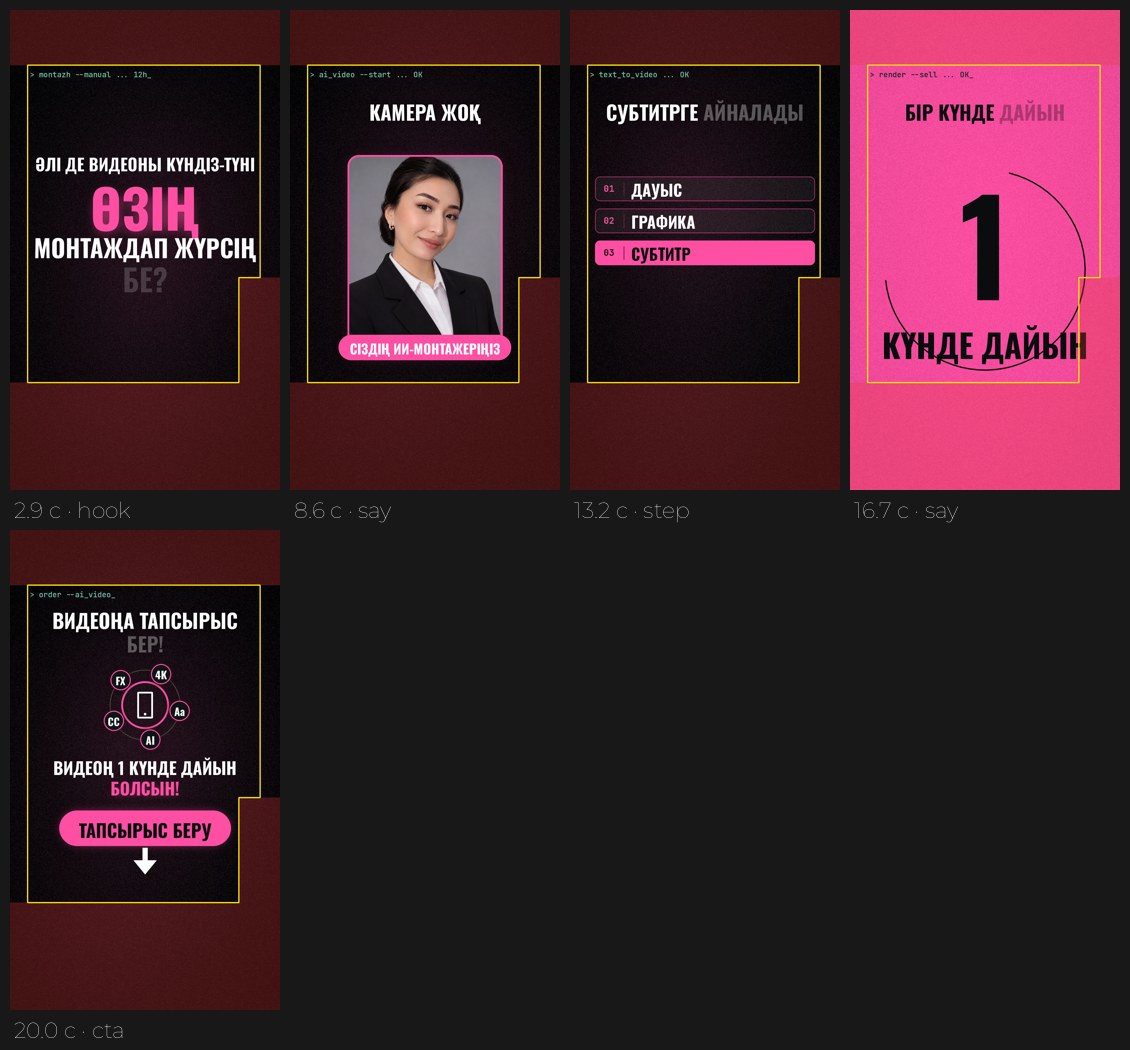 > montazh --manual ... 12h_
ӘЛІ ДЕ ВИДЕОНЫ КҮНДІЗ-ТҮНІ
ӨЗІҢ
МОНТАЖДАП ЖҮРСІҢ
БЕ?
2.9 с · hook
> ai_video --start ... OK
КАМЕРА ЖОҚ
СІЗДІҢ ИИ-МОНТАЖЕРІҢІЗ
8.6 с · say
> text_to_video ... OK
СУБТИТРГЕ АЙНАЛАДЫ
01 ДАУЫС
02 ГРАФИКА
03 СУБТИТР
13.2 с · step
> render --sell ... OK_
БІР КҮНДЕ ДАЙЫН
1
КҮНДЕ ДАЙЫН
16.7 с · say
> order --ai_video_
ВИДЕОҢА ТАПСЫРЫС
БЕР!
FX
4K
Aa
CC
AI
ВИДЕОҢ 1 КҮНДЕ ДАЙЫН
БОЛСЫН!
ТАПСЫРЫС БЕРУ
20.0 с · cta